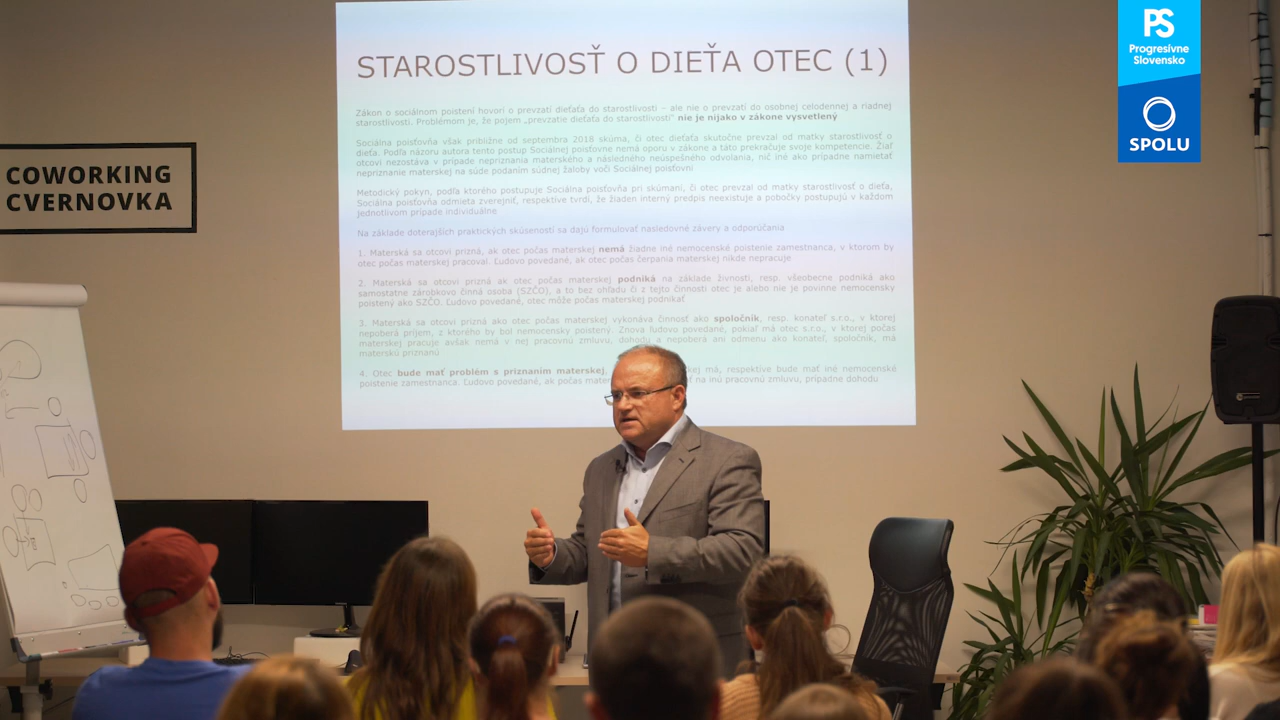 STAROSTLIVOSŤ O DIEŤA OTEC (1)
Zákon o sociálnom poistení hovorí o prevzatí dieťaťa do starostlivosti – ale nie o prevzatí do osobnej celodennej a riadnej
starostlivosti. Problémom je, že pojem „prevzatie dieťaťa do starostlivosti" nie je nijako v zákone vysvetlený
Sociálna poisťovňa však približne od septembra 2018 skúma, či otec dieťaťa skutočne prevzal od matky starostlivosť o
dieťa. Podľa názoru autora tento postup Sociálnej poisťovne nemá oporu v zákone a táto prekračuje svoje kompetencie. Žiaľ
otcovi nezostáva v prípade nepriznania materského a následného neúspešného odvolania, nič iné ako prípadne namietať
nepriznanie materskej na súde podaním súdnej žaloby voči Sociálnej poisťovni
Metodický pokyn, podľa ktorého postupuje Sociálna poisťovňa pri skúmaní, či otec prevzal od matky starostlivosť o dieťa,
Sociálna poisťovňa odmieta zverejniť, respektíve tvrdí, že žiaden interný predpis neexistuje a pobočky postupujú v každom
jednotlivom prípade individuálne
Na základe doterajších praktických skúseností sa dajú formulovať nasledovné závery a odporúčania
1. Materská sa otcovi prizná, ak otec počas materskej nemá žiadne iné nemocenské poistenie zamestnanca, v ktorom by
otec počas materskej pracoval. Ľudovo povedané, ak otec počas čerpania materskej nikde nepracuje
2. Materská sa otcovi prizná ak otec počas materskej podniká na základe živnosti, resp. všeobecne podniká ako
samostatne zárobkovo činná osoba (SZČO), a to bez ohľadu či z tejto činnosti otec je alebo nie je povinne nemocensky
poistený ako SZČO. Ľudovo povedané, otec môže počas materskej podnikať
3. Materská sa otcovi prizná ako otec počas materskej vykonáva činnosť ako spoločník, resp. konateľ s.r.o., v ktorej
nepoberá príjem, z ktorého by bol nemocensky poistený. Znova ľudovo povedané, pokiaľ má otec s.r.o., v ktorej počas
materskej pracuje avšak nemá v nej pracovnú zmluvu, dohodu a nepoberá ani odmenu ako konateľ, spoločník, má
materskú priznanú
4. Otec bude mať problém s priznaním materskej, má, respektíve bude mať iné nemocenské
poistenie zamestnanca. Ľudovo povedané, ak počas na inú pracovnú zmluvu, prípadne dohodu
PS
Progresívne
Slovensko
SPOLU
COWORKING
CVERNOVKA